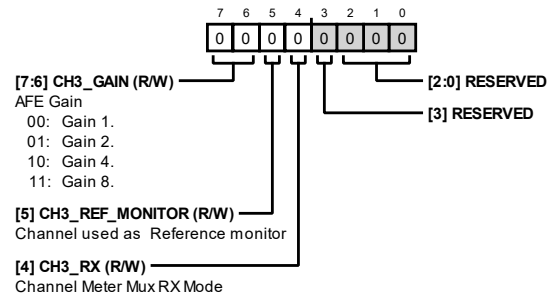 7 6 5 4 3 2 1 0
0 0 0 0 0 0 0 0
[7:6] CH3_GAIN (R/W)
AFE Gain
00: Gain 1.
01: Gain 2.
10: Gain 4.
11: Gain 8.
[5] CH3_REF_MONITOR (R/W)
Channel used as Reference monitor
[4] CH3_RX (R/W)
Channel Meter Mux RX Mode
[2:0] RESERVED
[3] RESERVED